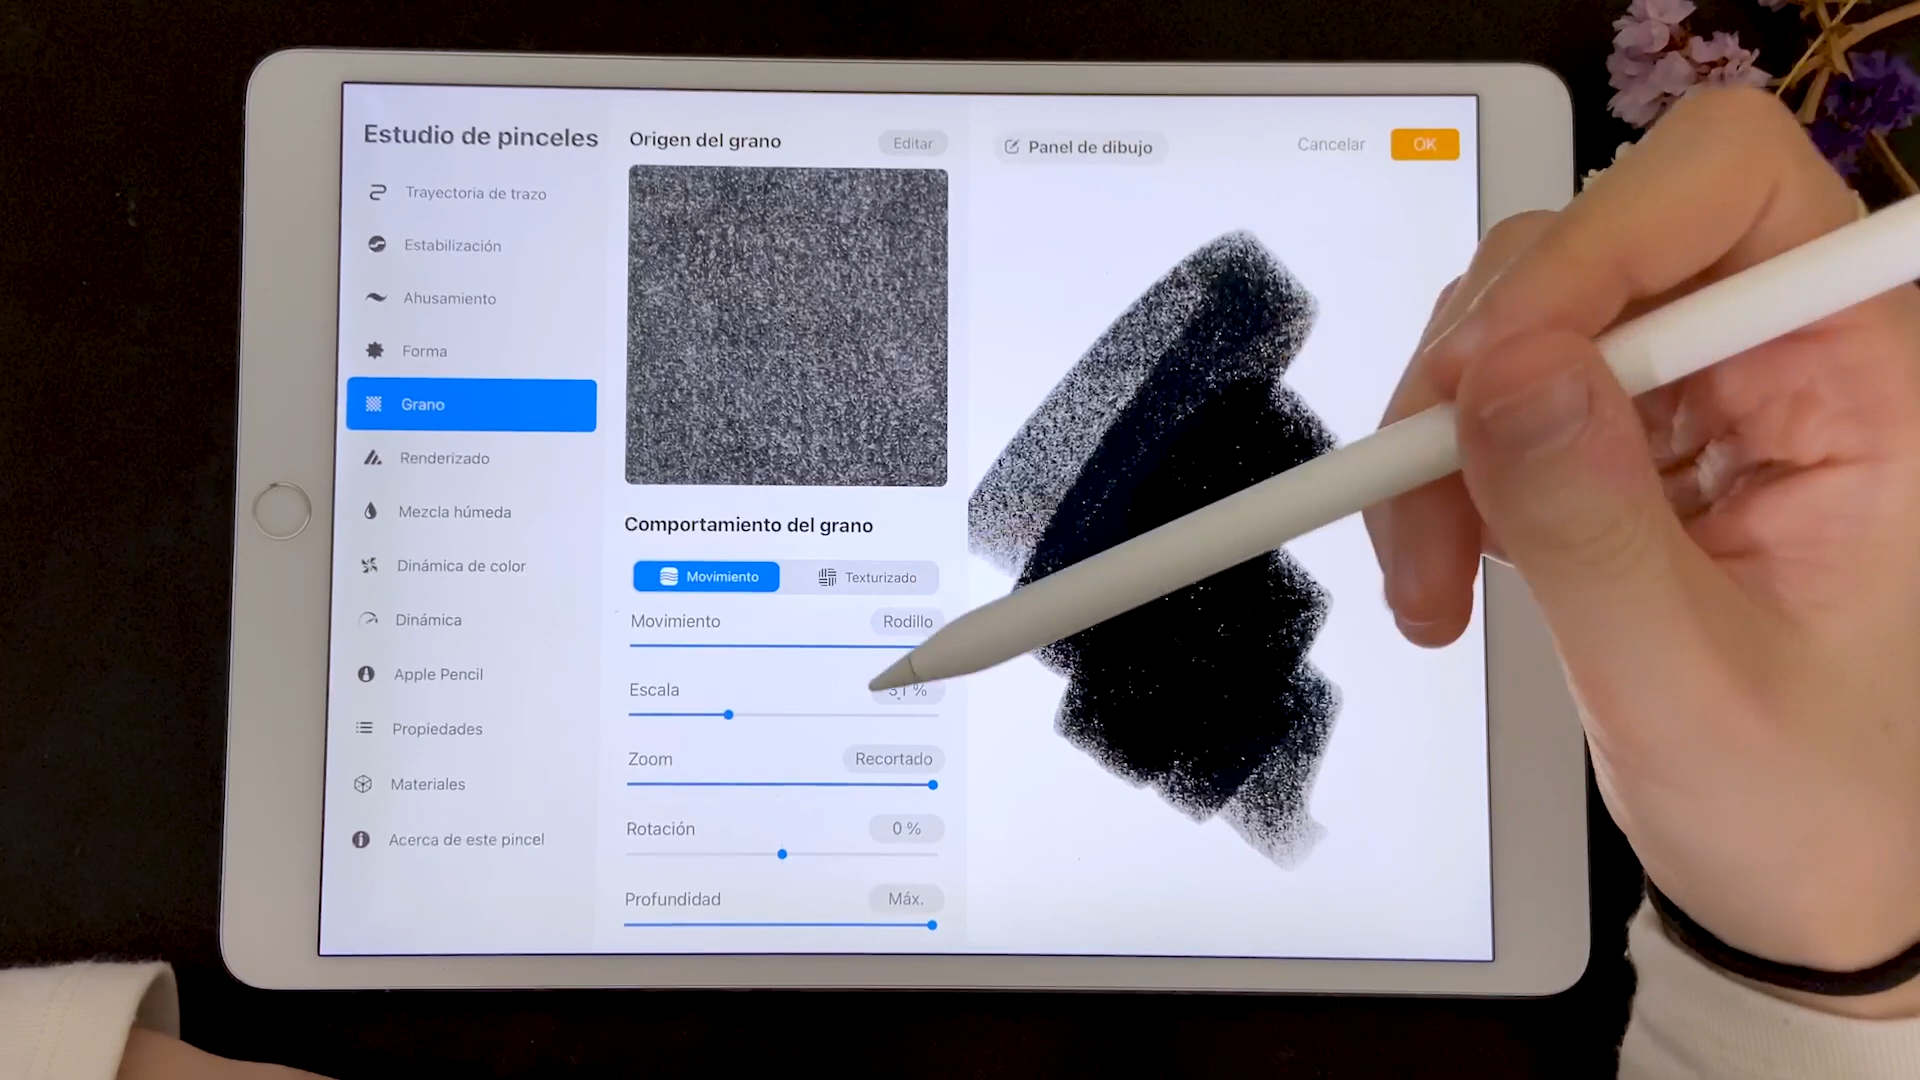 Estudio de pinceles
Trayectoria de trazo
Estabilización
Ahusamiento
Forma
Grano
Renderizado
Mezcla húmeda
Dinámica de color
Dinámica
Apple Pencil
Propiedades
Materiales
Acerca de este pincel
Origen del grano
Editar
Comportamiento del grano
Movimiento
Texturizado
Movimiento
Rodillo
Escala
31 %
Zoom
Recortado
Rotación
0 %
Profundidad
Máx.
Panel de dibujo
Cancelar
OK